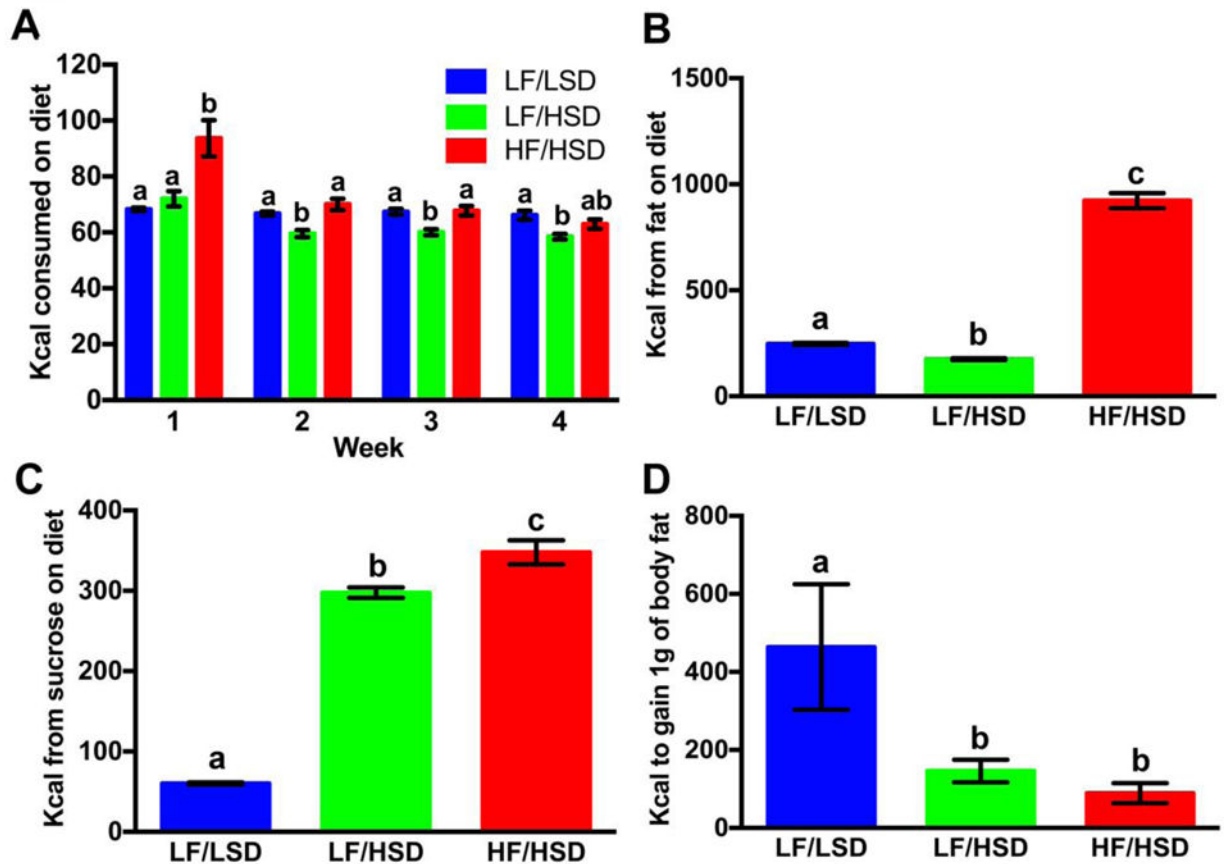 A
Kcal consumed on diet
120
100
80
60
40
20
0
LF/LSD
LF/HSD
HF/HSD
a a b
a b a
a b a
a b ab
1 2 3 4
Week
B
Kcal from fat on diet
1500
1000
500
0
a b c
LF/LSD LF/HSD HF/HSD
C
Kcal from sucrose on diet
400
300
200
100
0
a b c
LF/LSD LF/HSD HF/HSD
D
Kcal to gain 1g of body fat
800
600
400
200
0
a b b
LF/LSD LF/HSD HF/HSD